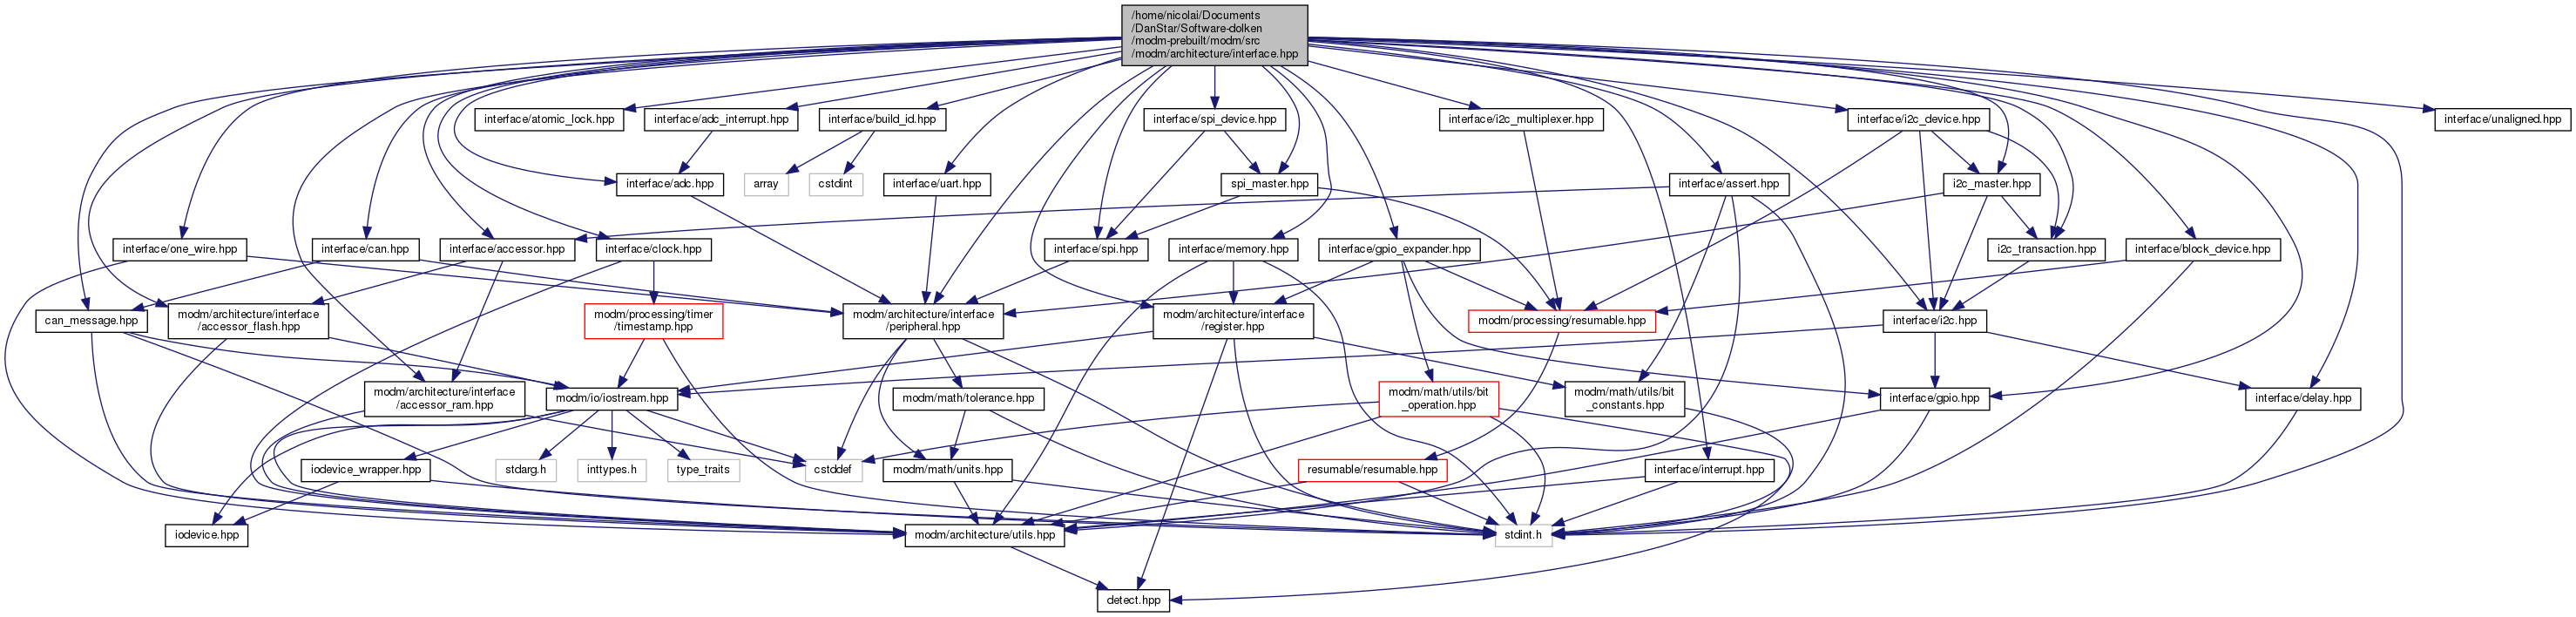 /home/nicolai/Documents
/DanStar/Software-dolken
/modm-prebuilt/modm/src
/modm/architecture/interface.hpp
interface/atomic_lock.hpp
interface/adc_interrupt.hpp
interface/build_id.hpp
interface/spi_device.hpp
interface/i2c_multiplexer.hpp
interface/i2c_device.hpp
interface/unaligned.hpp
interface/adc.hpp
array
cstdint
interface/uart.hpp
spi_master.hpp
interface/assert.hpp
i2c_master.hpp
interface/one_wire.hpp
interface/can.hpp
interface/accessor.hpp
interface/clock.hpp
interface/spi.hpp
interface/memory.hpp
interface/gpio_expander.hpp
i2c_transaction.hpp
interface/block_device.hpp
can_message.hpp
modm/architecture/interface
/accessor_flash.hpp
modm/processing/timer
/timestamp.hpp
modm/architecture/interface
/peripheral.hpp
modm/architecture/interface
/register.hpp
modm/processing/resumable.hpp
interface/i2c.hpp
modm/architecture/interface
/accessor_ram.hpp
modm/io/iostream.hpp
modm/math/tolerance.hpp
modm/math/utils/bit
_operation.hpp
modm/math/utils/bit
_constants.hpp
interface/gpio.hpp
interface/delay.hpp
iodevice_wrapper.hpp
stdarg.h
inttypes.h
type_traits
cstddef
modm/math/units.hpp
resumable/resumable.hpp
interface/interrupt.hpp
iodevice.hpp
modm/architecture/utils.hpp
stdint.h
detect.hpp